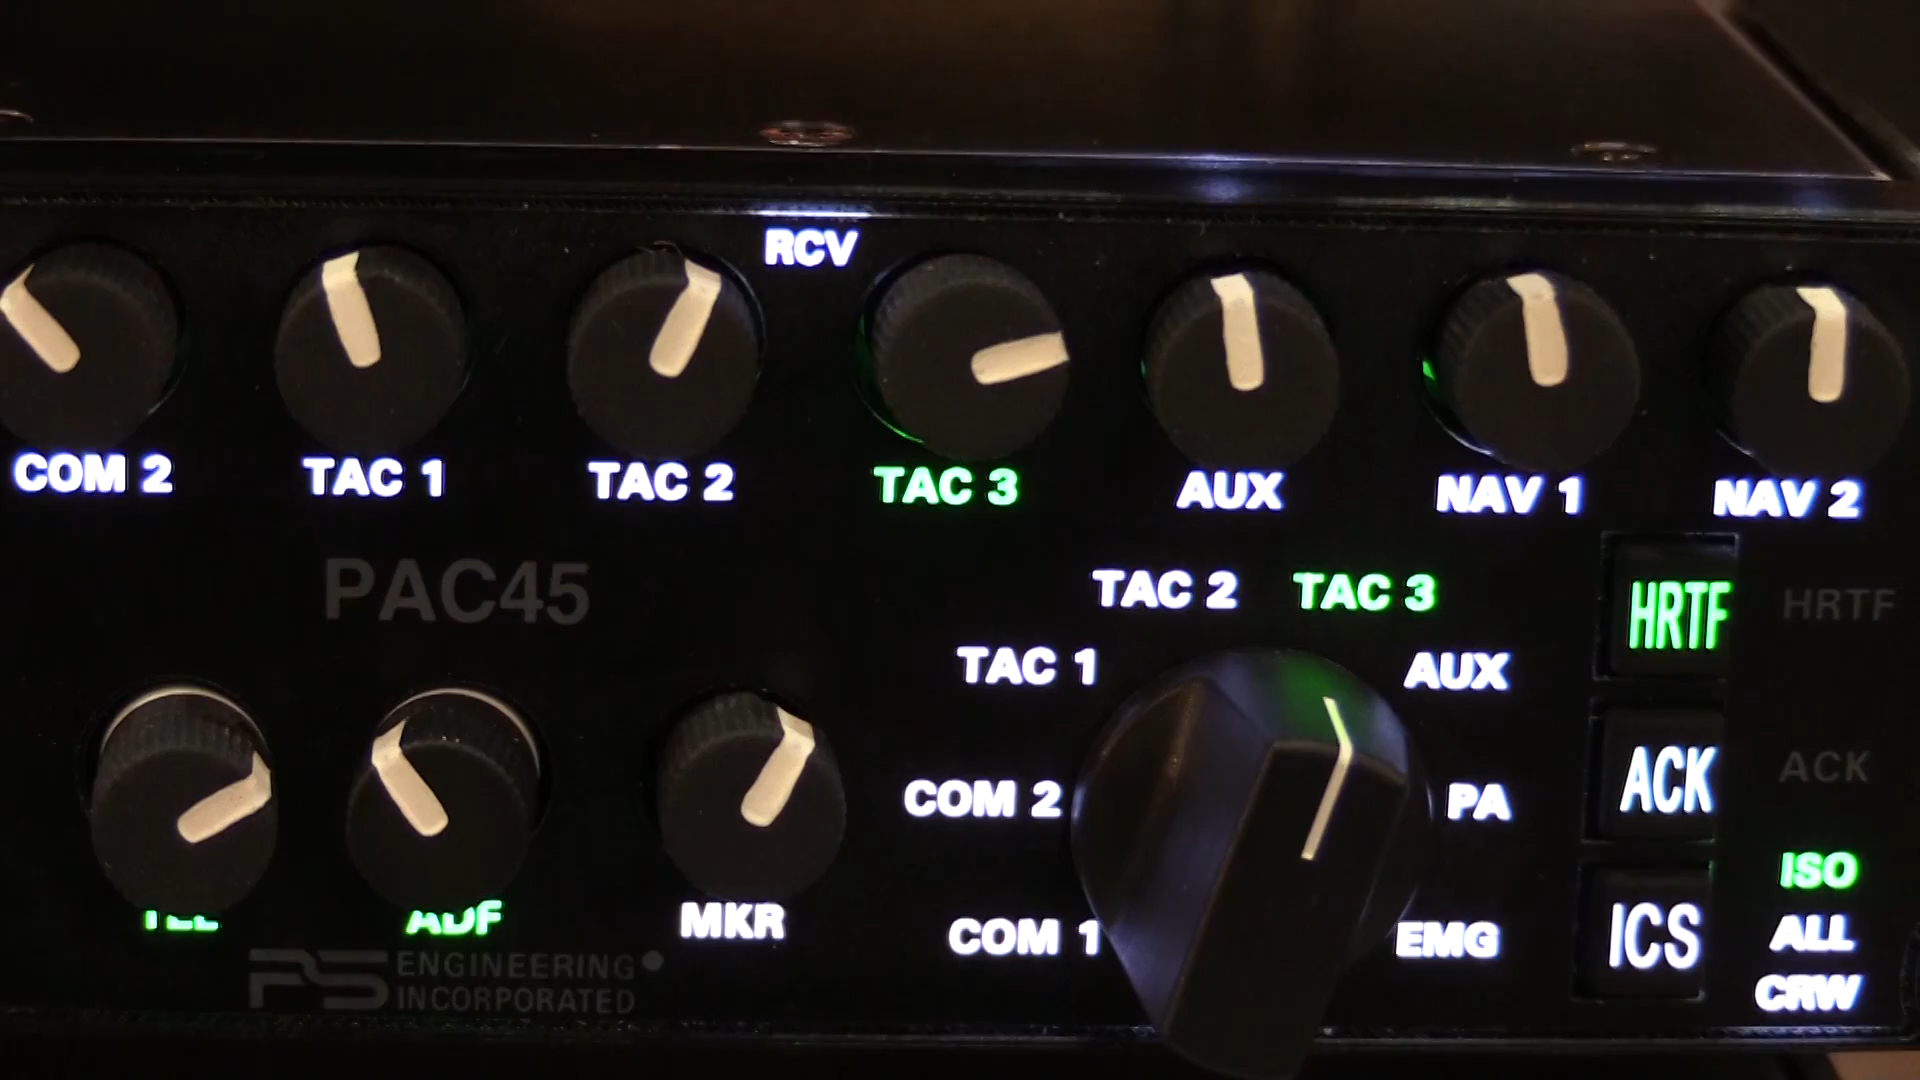 RCV
COM 2 TAC 1 TAC 2 TAC 3 AUX NAV 1 NAV 2
PAC45
TAC 2 TAC 3
HRTF HRTF
TAC 1 AUX
ACK ACK
COM 2 PA
ISO
TEL ADF MKR
COM 1 EMG
ICS ALL
CRW
PS ENGINEERING
INCORPORATED